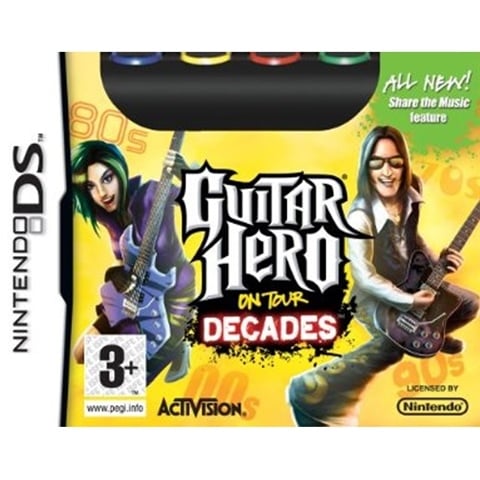 NINTENDO DS™
80s
ALL NEW!
Share the Music
feature
70s
GUITAR
HERO
ON TOUR
DECADES
3+
www.pegi.info
ACTIVISION
00s
90s
LICENSED BY
Nintendo